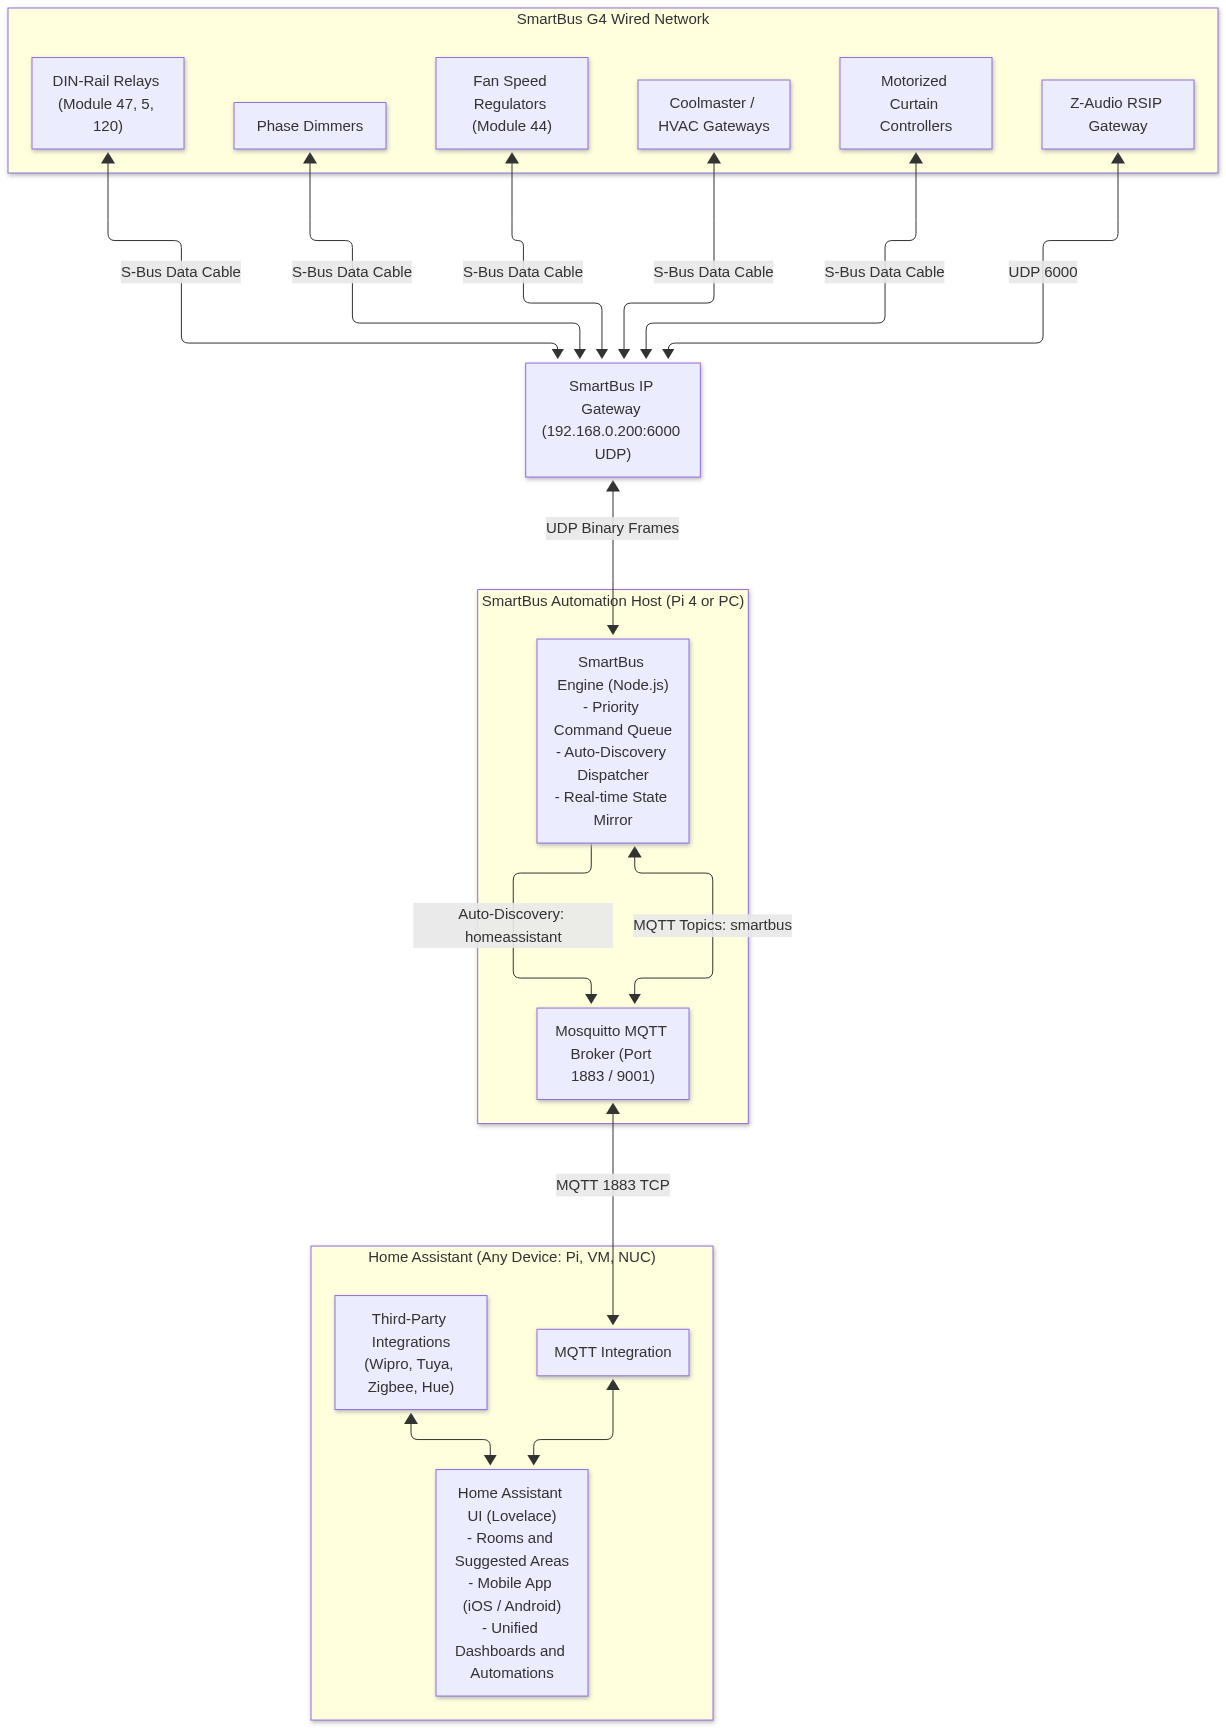 SmartBus G4 Wired Network
DIN-Rail Relays
(Module 47, 5,
120)
Phase Dimmers
Fan Speed
Regulators
(Module 44)
Coolmaster /
HVAC Gateways
Motorized
Curtain
Controllers
Z-Audio RSIP
Gateway
S-Bus Data Cable
S-Bus Data Cable
S-Bus Data Cable
S-Bus Data Cable
S-Bus Data Cable
UDP 6000
SmartBus IP
Gateway
(192.168.0.200:6000
UDP)
UDP Binary Frames
SmartBus Automation Host (Pi 4 or PC)
SmartBus
Engine (Node.js)
- Priority
Command Queue
- Auto-Discovery
Dispatcher
- Real-time State
Mirror
Auto-Discovery:
homeassistant
MQTT Topics: smartbus
Mosquitto MQTT
Broker (Port
1883 / 9001)
MQTT 1883 TCP
Home Assistant (Any Device: Pi, VM, NUC)
Third-Party
Integrations
(Wipro, Tuya,
Zigbee, Hue)
MQTT Integration
Home Assistant
UI (Lovelace)
- Rooms and
Suggested Areas
- Mobile App
(iOS / Android)
- Unified
Dashboards and
Automations